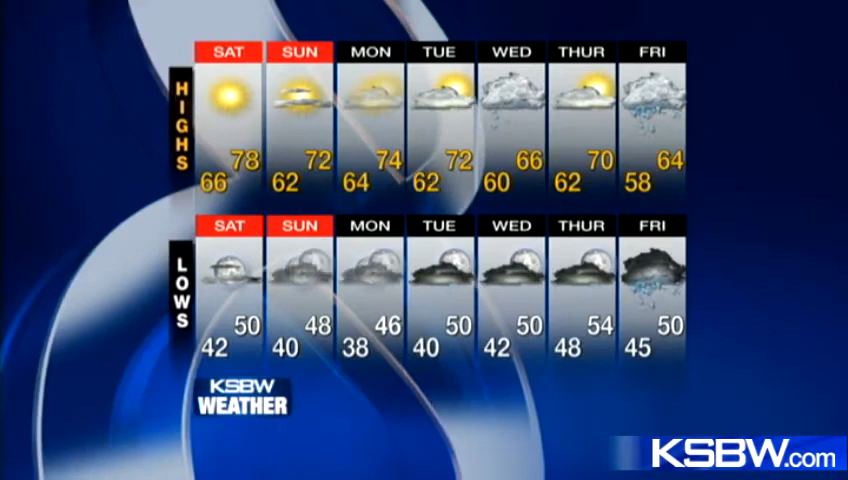 SAT SUN MON TUE WED THUR FRI
HIGHS
78 72 74 72 66 70 64
66 62 64 62 60 62 58
SAT SUN MON TUE WED THUR FRI
LOWS
50 48 46 50 50 54 50
42 40 38 40 42 48 45
KSBW
WEATHER
KSBW.com